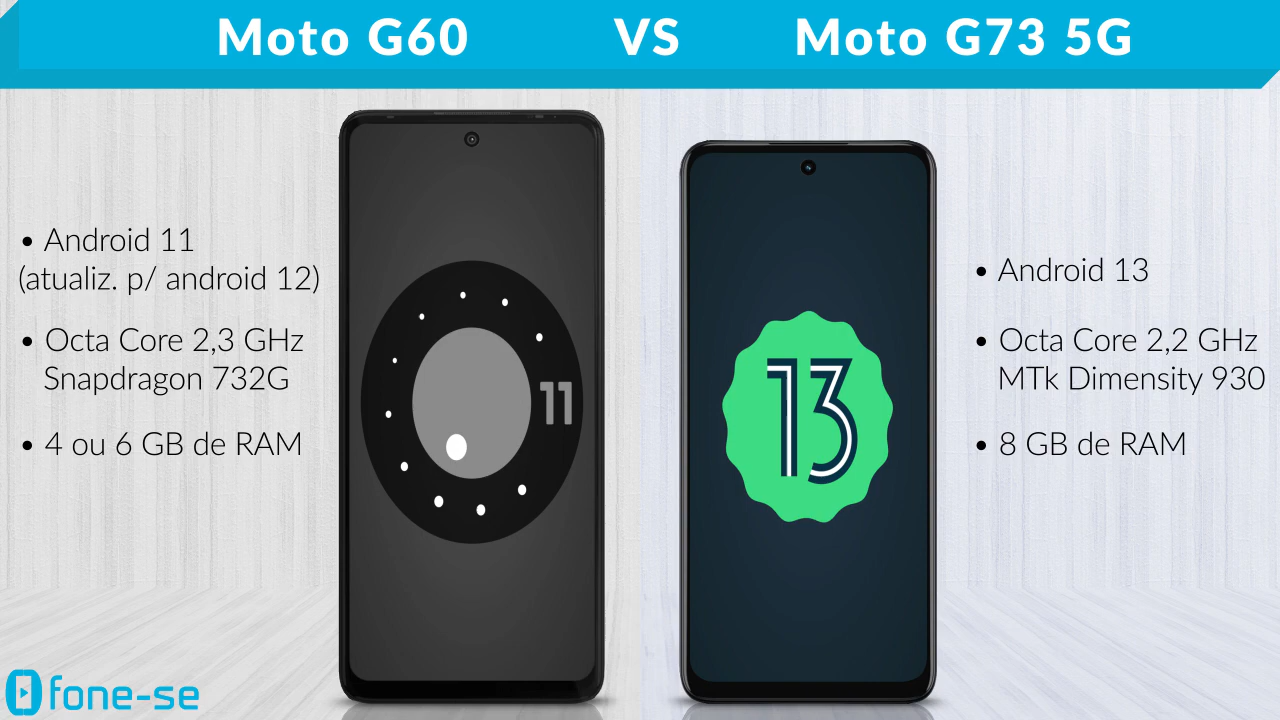 Moto G60 VS Moto G73 5G
• Android 11
(atualiz. p/ android 12)
• Octa Core 2,3 GHz
Snapdragon 732G
• 4 ou 6 GB de RAM
11
13
• Android 13
• Octa Core 2,2 GHz
MTk Dimensity 930
• 8 GB de RAM
fone-se